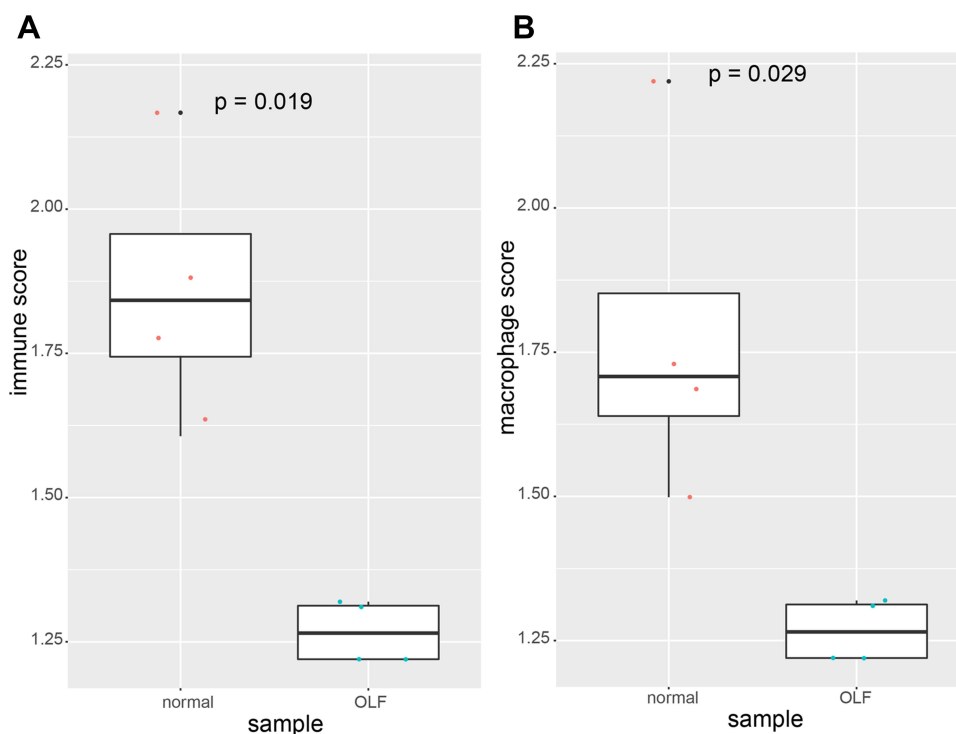 A
2.25
p = 0.019
2.00
immune score
1.75
1.50
1.25
normal OLF
sample
B
2.25
p = 0.029
2.00
macrophage score
1.75
1.50
1.25
normal OLF
sample